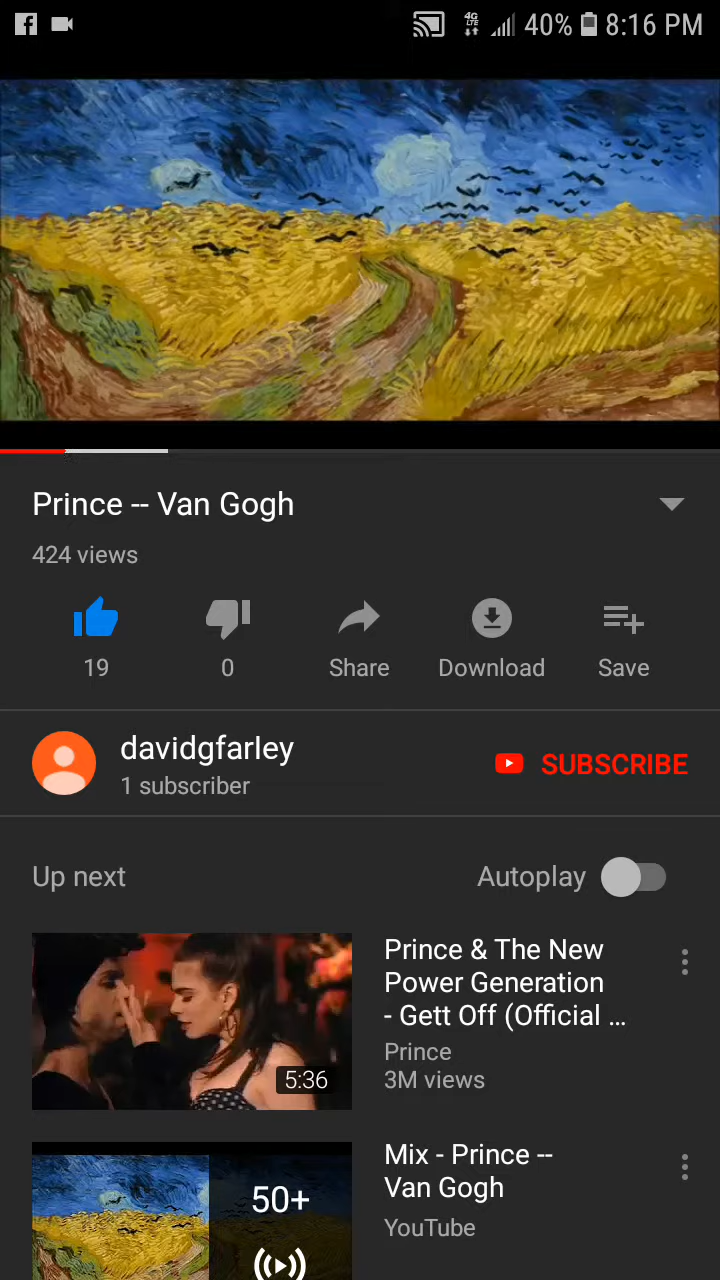 4G LTE 40% 8:16 PM
Prince -- Van Gogh
424 views
19
0
Share
Download
Save
davidgfarley
1 subscriber
SUBSCRIBE
Up next
Autoplay
5:36
Prince & The New
Power Generation
- Gett Off (Official ...
Prince
3M views
50+
Mix - Prince --
Van Gogh
YouTube